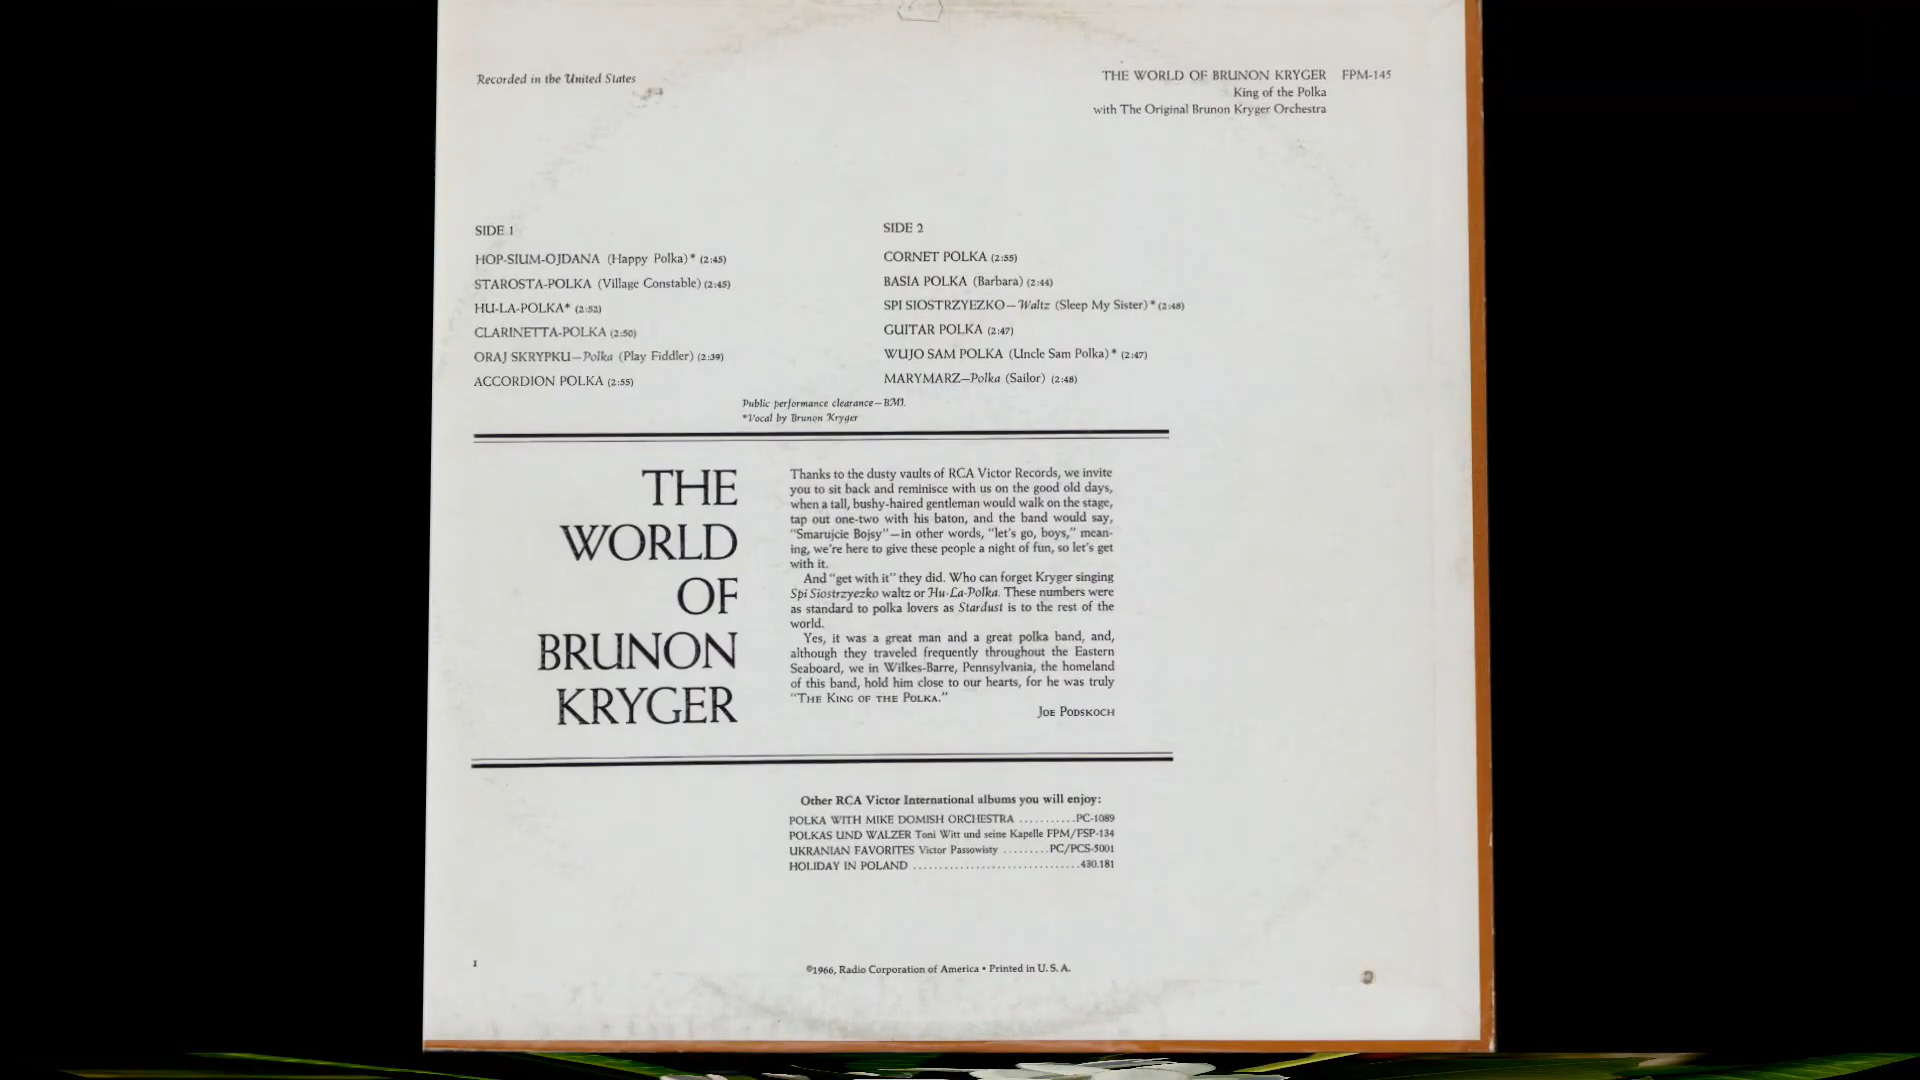 Recorded in the United States
THE WORLD OF BRUNON KRYGER FPM-145
King of the Polka
with The Original Brunon Kryger Orchestra
SIDE 1
HOP-SIUM-OJDANA (Happy Polka)* (2:45)
STAROSTA-POLKA (Village Constable) (2:45)
HU-LA-POLKA* (2:52)
CLARINETTA-POLKA (2:50)
ORAJ SKRYPKU—Polka (Play Fiddler) (2:39)
ACCORDION POLKA (2:55)
SIDE 2
CORNET POLKA (2:55)
BASIA POLKA (Barbara) (2:44)
SPI SIOSTRZYEZKO—Waltz (Sleep My Sister)* (2:48)
GUITAR POLKA (2:47)
WUJO SAM POLKA (Uncle Sam Polka)* (2:47)
MARYMARZ—Polka (Sailor) (2:48)
Public performance clearance—BMI.
*Vocal by Brunon Kryger
THE
WORLD
OF
BRUNON
KRYGER
Thanks to the dusty vaults of RCA Victor Records, we invite
you to sit back and reminisce with us on the good old days,
when a tall, bushy-haired gentleman would walk on the stage,
tap out one-two with his baton, and the band would say,
"Smarujcie Bojsy"—in other words, "let's go, boys," mean-
ing, we're here to give these people a night of fun, so let's get
with it.
And "get with it" they did. Who can forget Kryger singing
Spi Siostrzyezko waltz or Hu-La-Polka. These numbers were
as standard to polka lovers as Stardust is to the rest of the
world.
Yes, it was a great man and a great polka band, and,
although they traveled frequently throughout the Eastern
Seaboard, we in Wilkes-Barre, Pennsylvania, the homeland
of this band, hold him close to our hearts, for he was truly
"THE KING OF THE POLKA."
JOE PODSKOCH
Other RCA Victor International albums you will enjoy:
POLKA WITH MIKE DOMISH ORCHESTRA ...........PC-1089
POLKAS UND WALZER Toni Witt und seine Kapelle FPM/FSP-134
UKRANIAN FAVORITES Victor Passowisty .........PC/PCS-5001
HOLIDAY IN POLAND ................................430.181
1
©1966, Radio Corporation of America • Printed in U. S. A.